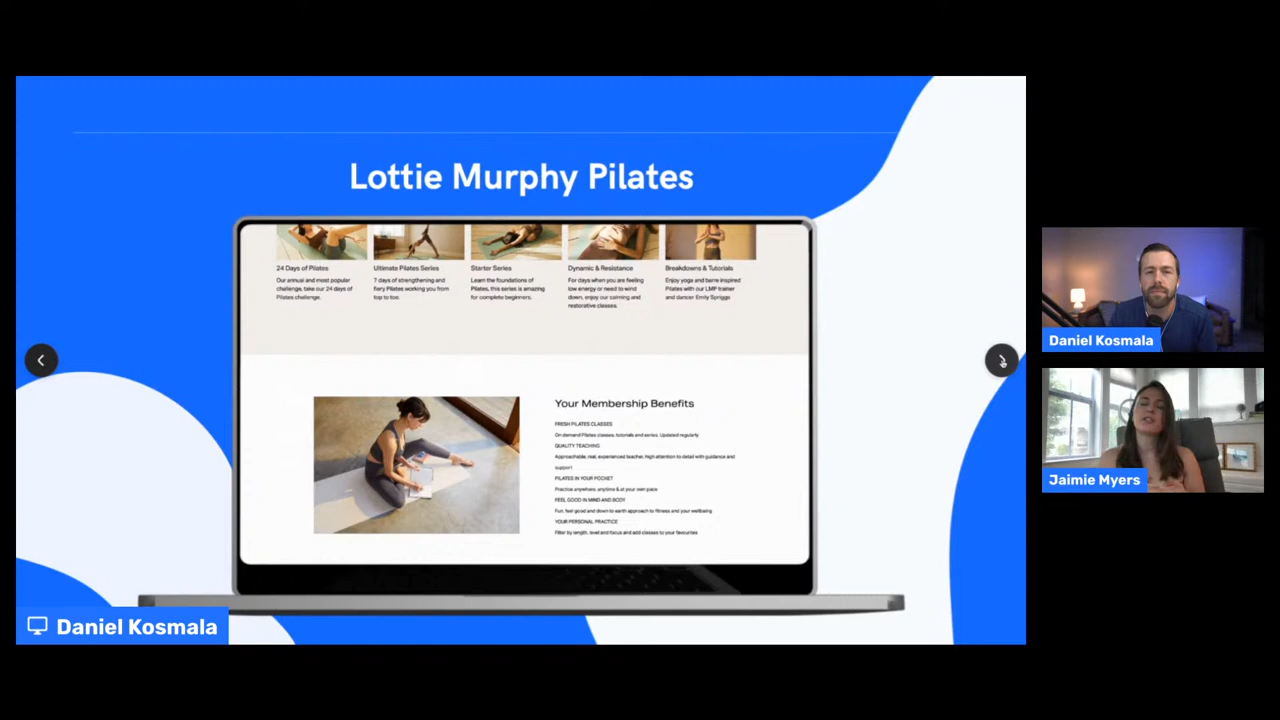 Lottie Murphy Pilates
24 Days of Pilates
Our annual and most popular
challenge, take our 24 days of
Pilates challenge.
Ultimate Pilates Series
7 days of strengthening and
fiery Pilates working you from
top to toe.
Starter Series
Learn the foundations of
Pilates, this series is amazing
for complete beginners.
Dynamic & Resistance
For days when you are feeling
low energy or need to wind
down, enjoy our calming and
restorative classes.
Breakdowns & Tutorials
Enjoy yoga and barre inspired
Pilates with our LMP trainer
and dancer Emily Spriggs
Your Membership Benefits
FRESH PILATES CLASSES
On demand Pilates classes, tutorials and series. Updated regularly
QUALITY TEACHING
Approachable, real, experienced teacher. High attention to detail with guidance and
support
PILATES IN YOUR POCKET
Practice anywhere, anytime & at your own pace
FEEL GOOD IN MIND AND BODY
Fun, feel good and down to earth approach to fitness and your wellbeing
YOUR PERSONAL PRACTICE
Filter by length, level and focus and add classes to your favourites
Daniel Kosmala
Daniel Kosmala
Jaimie Myers